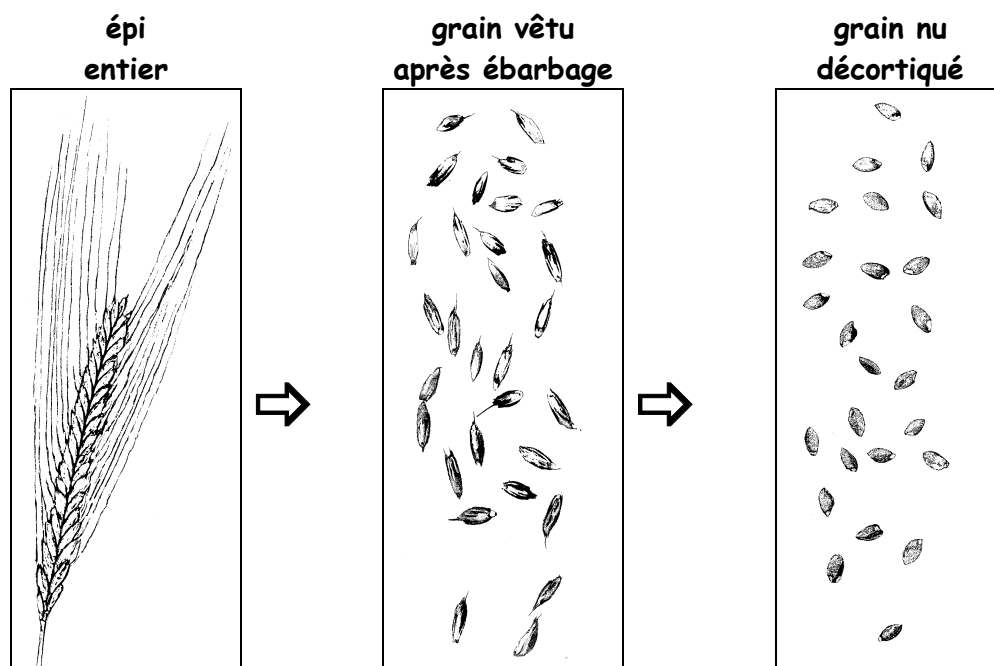 épi
entier
grain vêtu
après ébarbage
grain nu
décortiqué